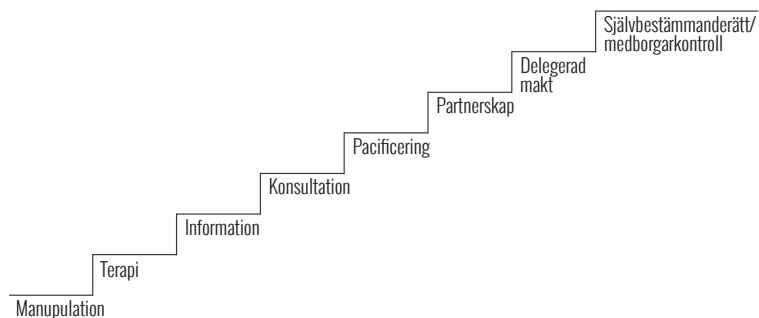 Självbestämmanderätt/
medborgarkontroll
Delegerad
makt
Partnerskap
Pacificering
Konsultation
Information
Terapi
Manupulation